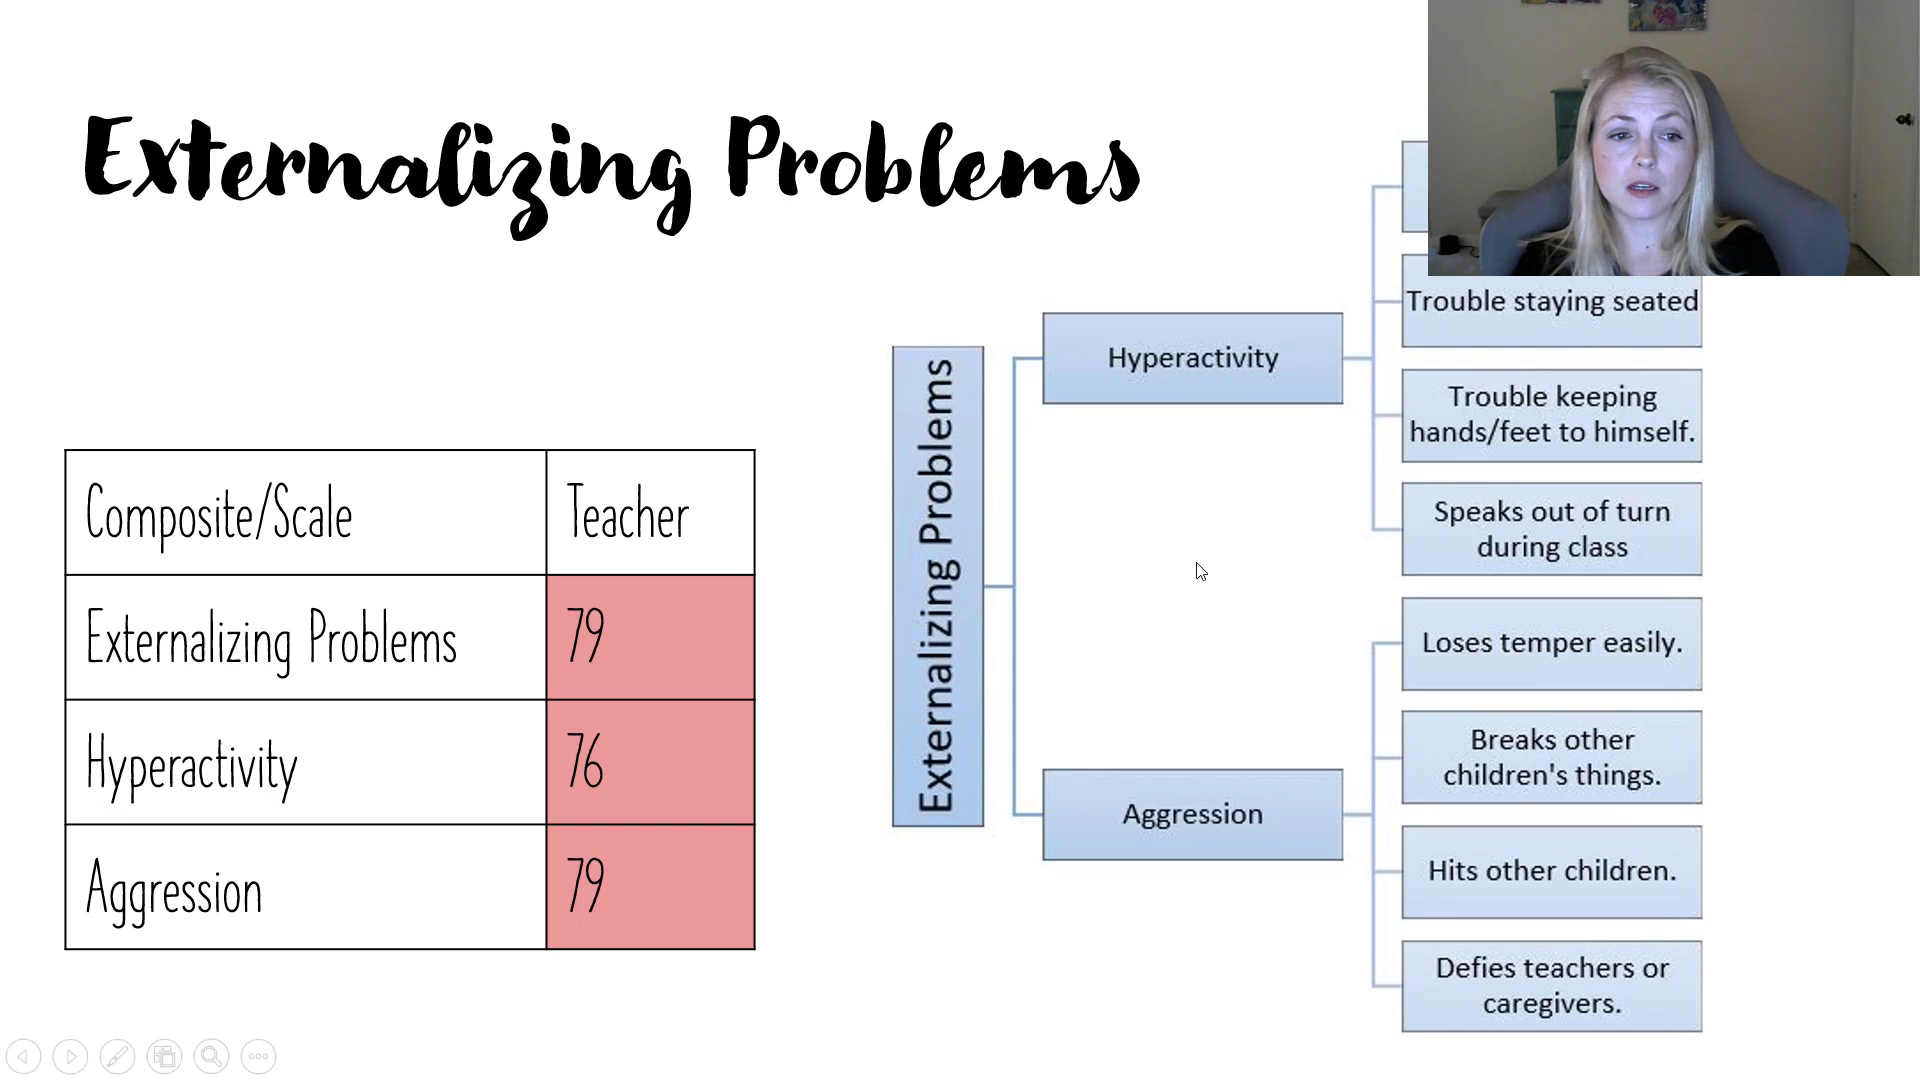 Externalizing Problems
Composite/Scale Teacher
Externalizing Problems 79
Hyperactivity 76
Aggression 79
Externalizing Problems
Hyperactivity
Trouble staying seated
Trouble keeping
hands/feet to himself.
Speaks out of turn
during class
Aggression
Loses temper easily.
Breaks other
children's things.
Hits other children.
Defies teachers or
caregivers.